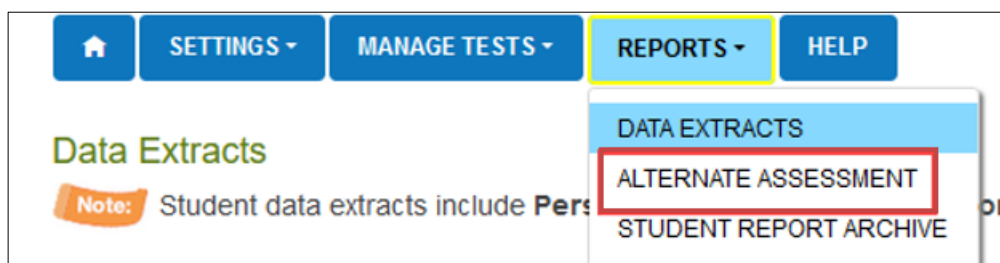 SETTINGS MANAGE TESTS REPORTS HELP
DATA EXTRACTS
Data Extracts
ALTERNATE ASSESSMENT
Note: Student data extracts include
STUDENT REPORT ARCHIVE